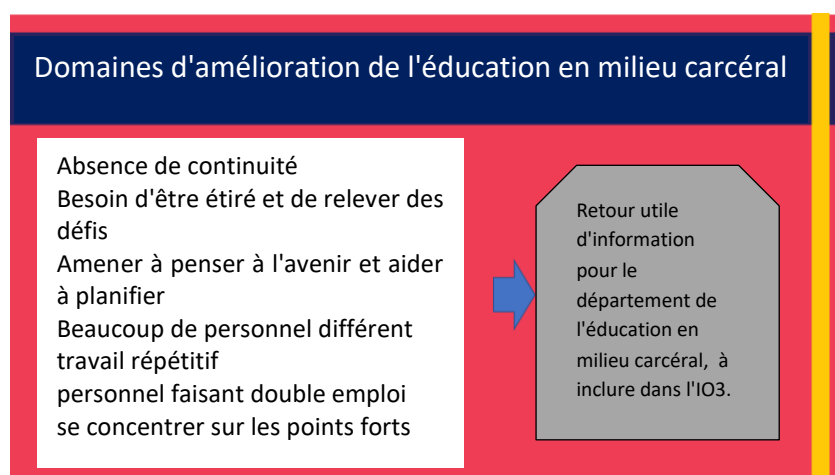 Domaines d'amélioration de l'éducation en milieu carcéral
Absence de continuité
Besoin d'être étiré et de relever des
défis
Amener à penser à l'avenir et aider
à planifier
Beaucoup de personnel différent
travail répétitif
personnel faisant double emploi
se concentrer sur les points forts
Retour utile
d'information
pour le
département de
l'éducation en
milieu carcéral, à
inclure dans l'IO3.